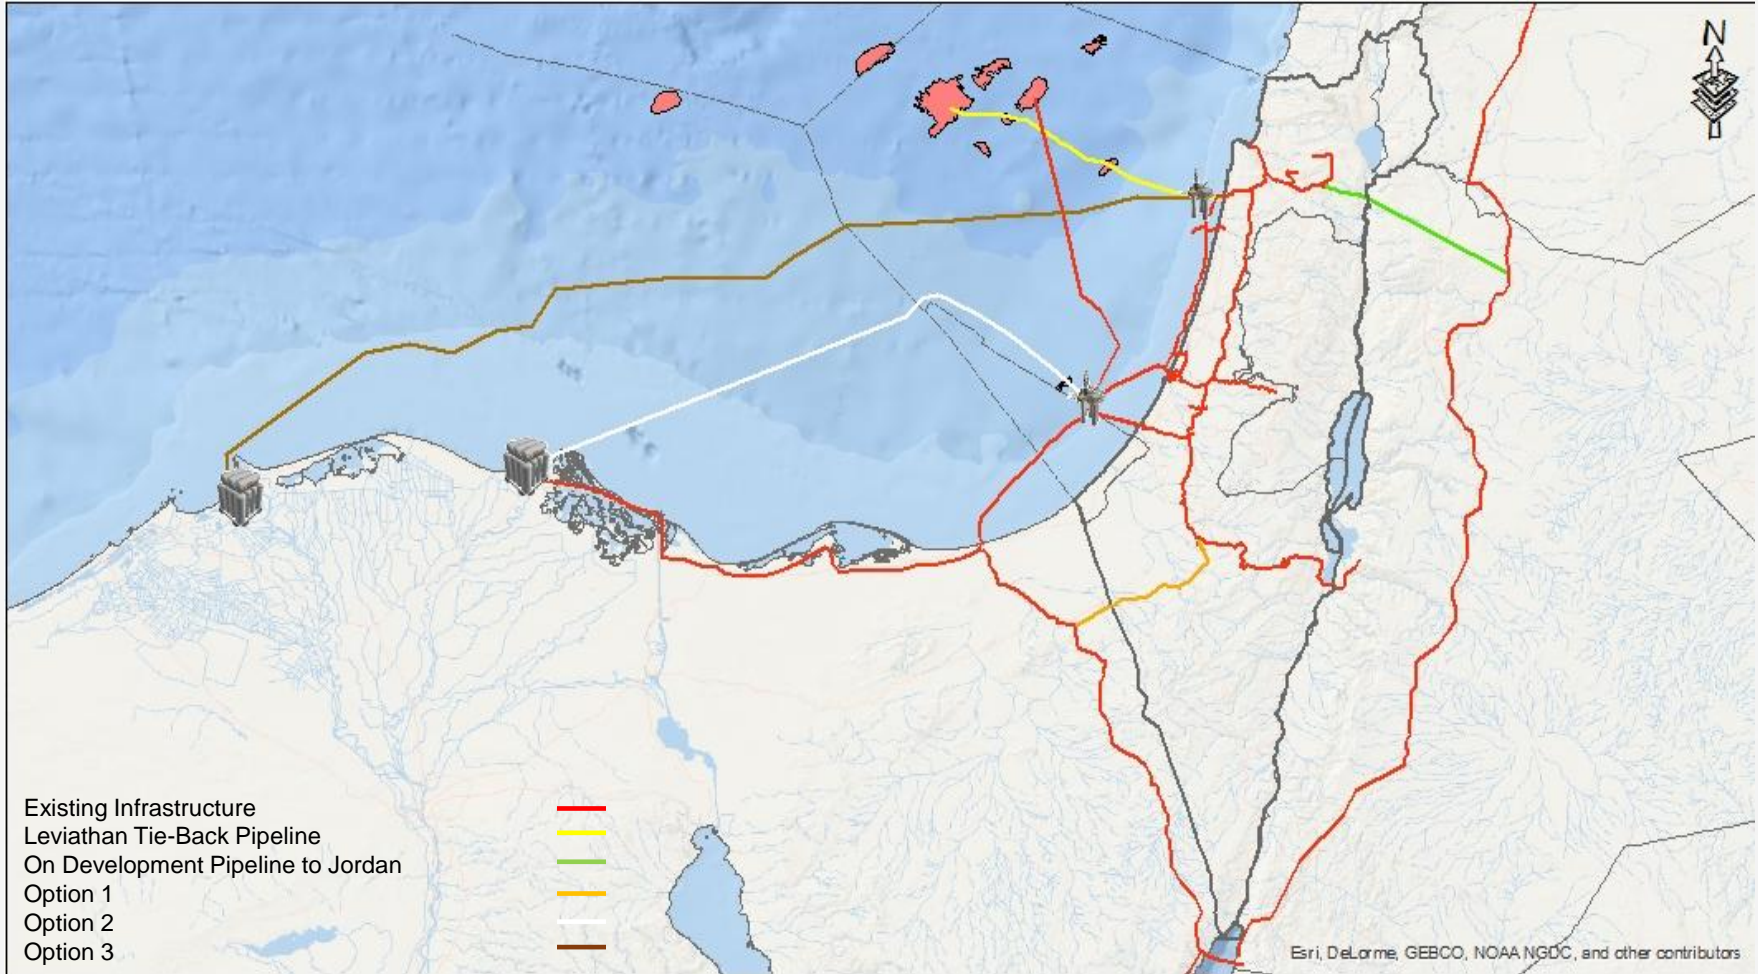 N
Existing Infrastructure
Leviathan Tie-Back Pipeline
On Development Pipeline to Jordan
Option 1
Option 2
Option 3
Esri, DeLorme, GEBCO, NOAA NGDC, and other contributors